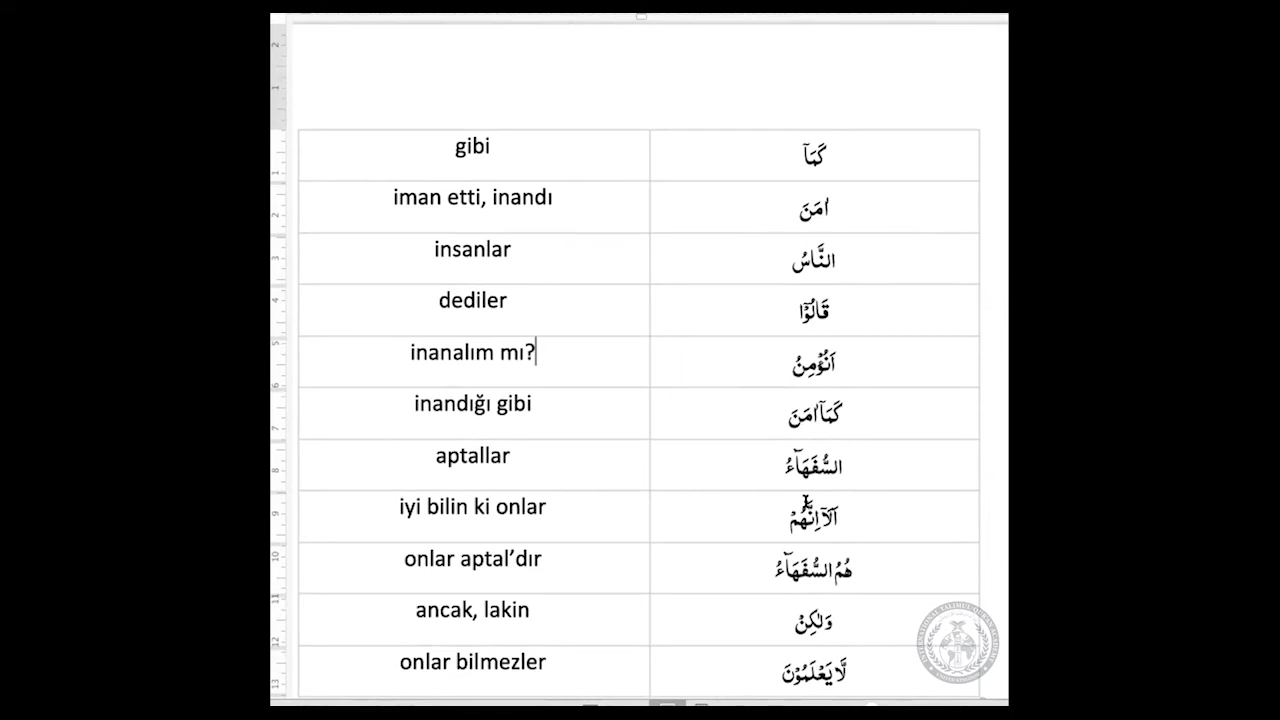 gibi كَمَآ
iman etti, inandı اٰمَنَ
insanlar النَّاسُ
dediler قَالُوْٓا
inanalım mı? اَنُؤْمِنُ
inandığı gibi كَمَآ اٰمَنَ
aptallar السُّفَهَآءُ
iyi bilin ki onlar اَلَآ اِنَّهُمْ
onlar aptal’dır هُمُ السُّفَهَآءُ
ancak, lakin وَلٰكِنْ
onlar bilmezler لَّا يَعْلَمُوْنَ